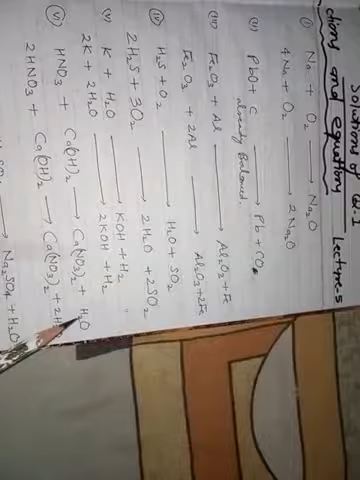 Solutions of Q.1 Lecture 5
ctions and equations
(i) Na + O₂ → Na₂O
4Na + O₂ → 2Na₂O
(ii) PbO + C → Pb + CO
already Balanced.
(iii) Fe₂O₃ + Al → Al₂O₃ + Fe
Fe₂O₃ + 2Al → Al₂O₃ + 2Fe
(iv) H₂S + O₂ → H₂O + SO₂
2H₂S + 3O₂ → 2H₂O + 2SO₂
(v) K + H₂O → KOH + H₂
2K + 2H₂O → 2KOH + H₂
(vi) HNO₃ + Ca(OH)₂ → Ca(NO₃)₂ + H₂O
2HNO₃ + Ca(OH)₂ → Ca(NO₃)₂ + 2H
→ Na₂SO₄ + H₂O